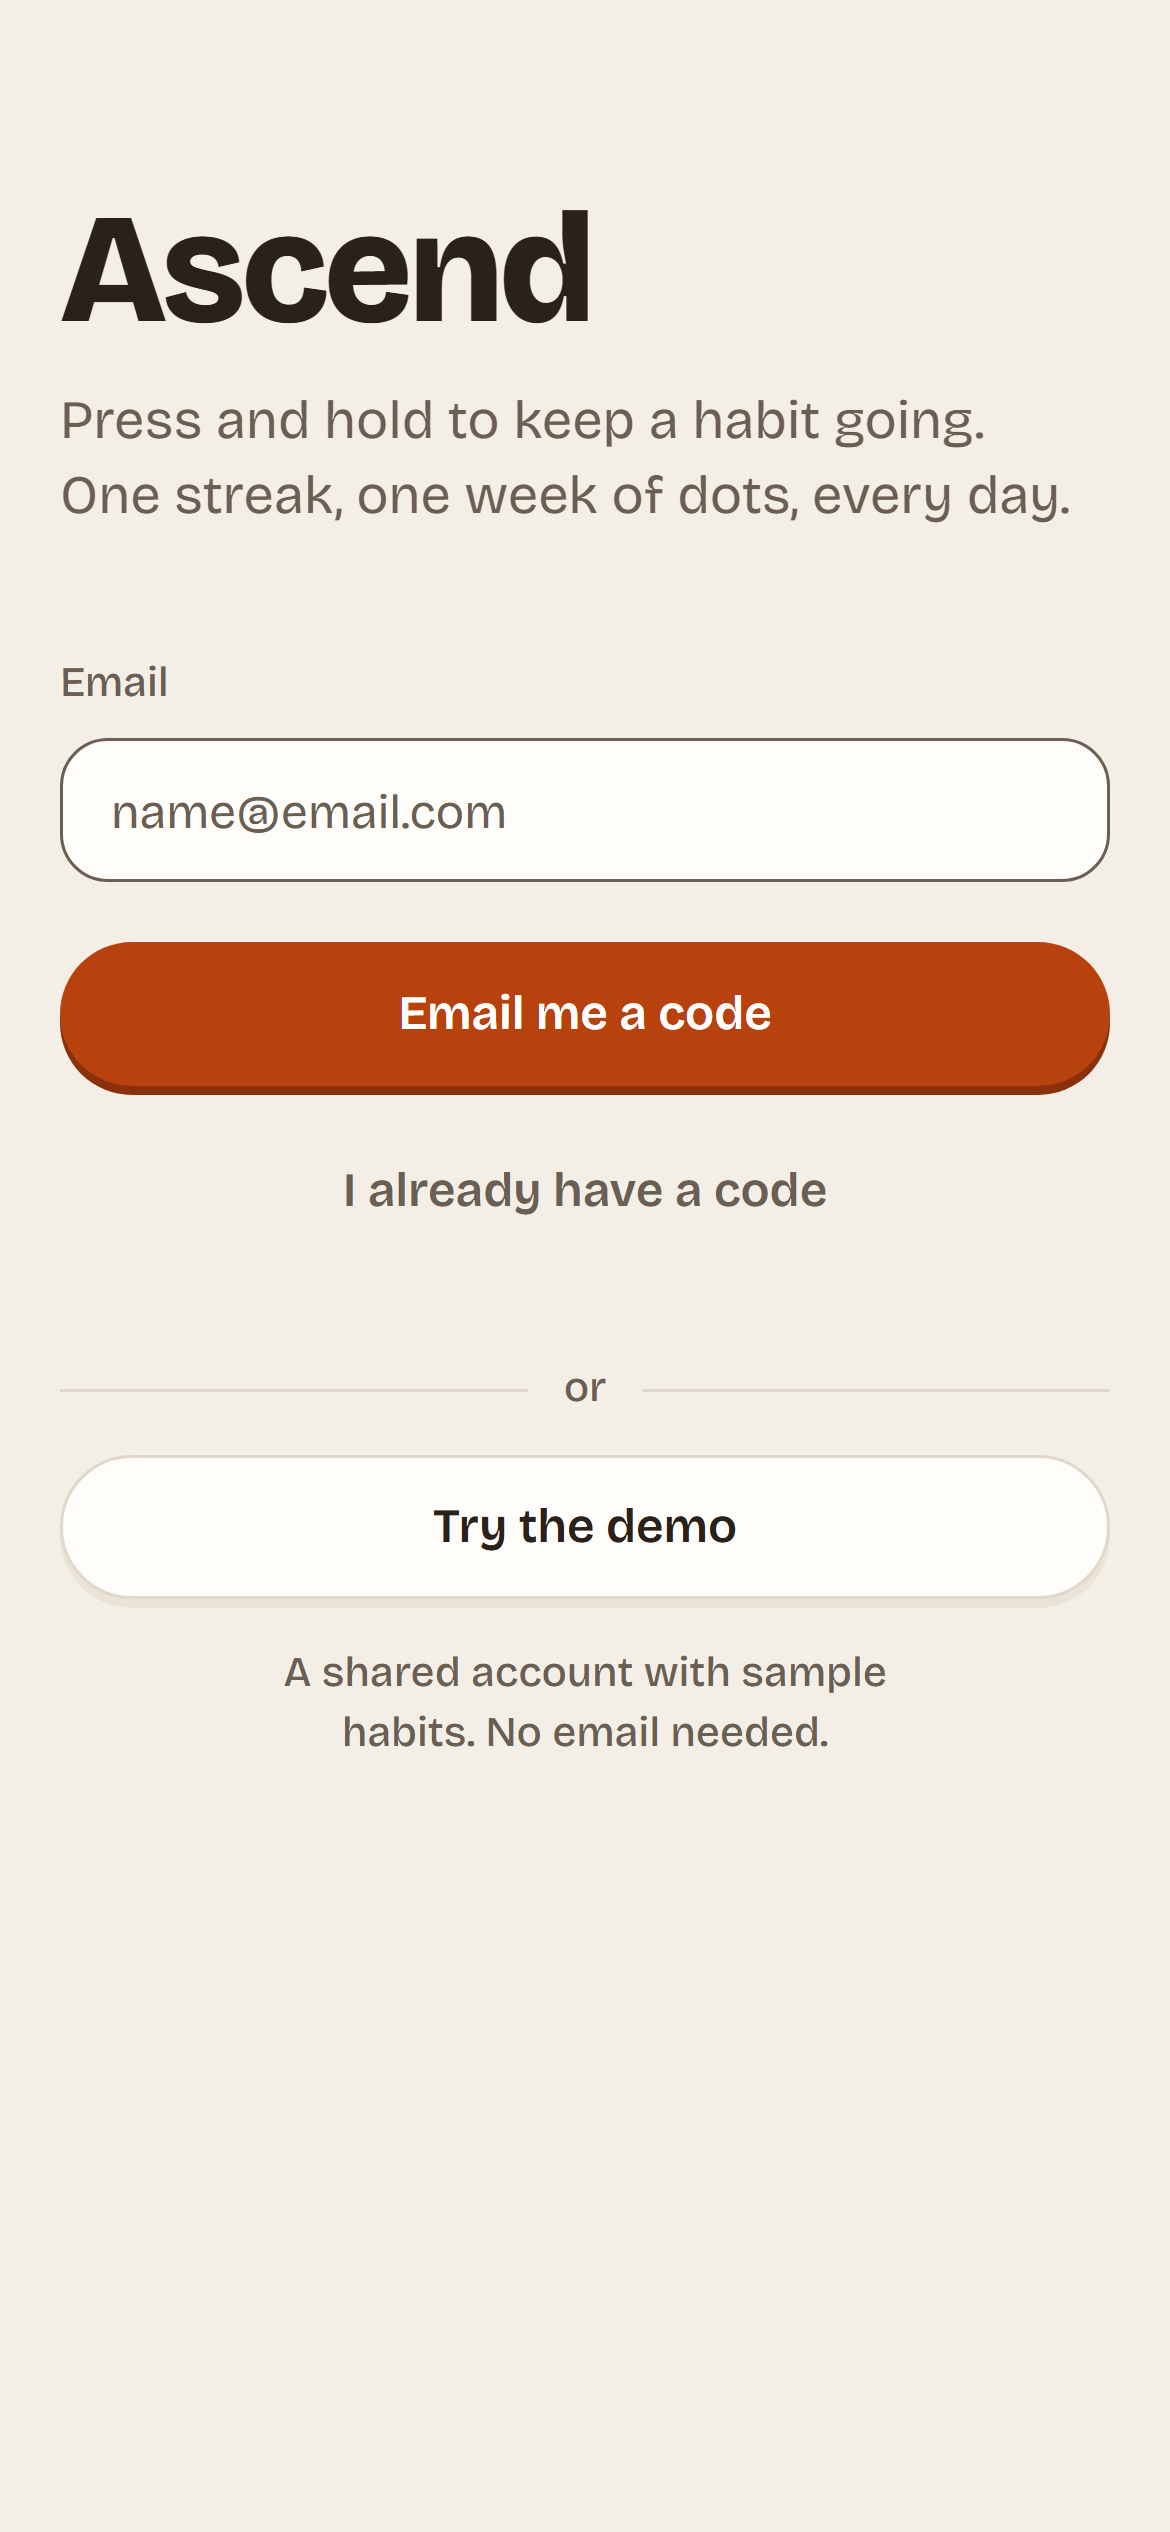 Ascend
Press and hold to keep a habit going.
One streak, one week of dots, every day.
Email
name@email.com
Email me a code
I already have a code
or
Try the demo
A shared account with sample
habits. No email needed.